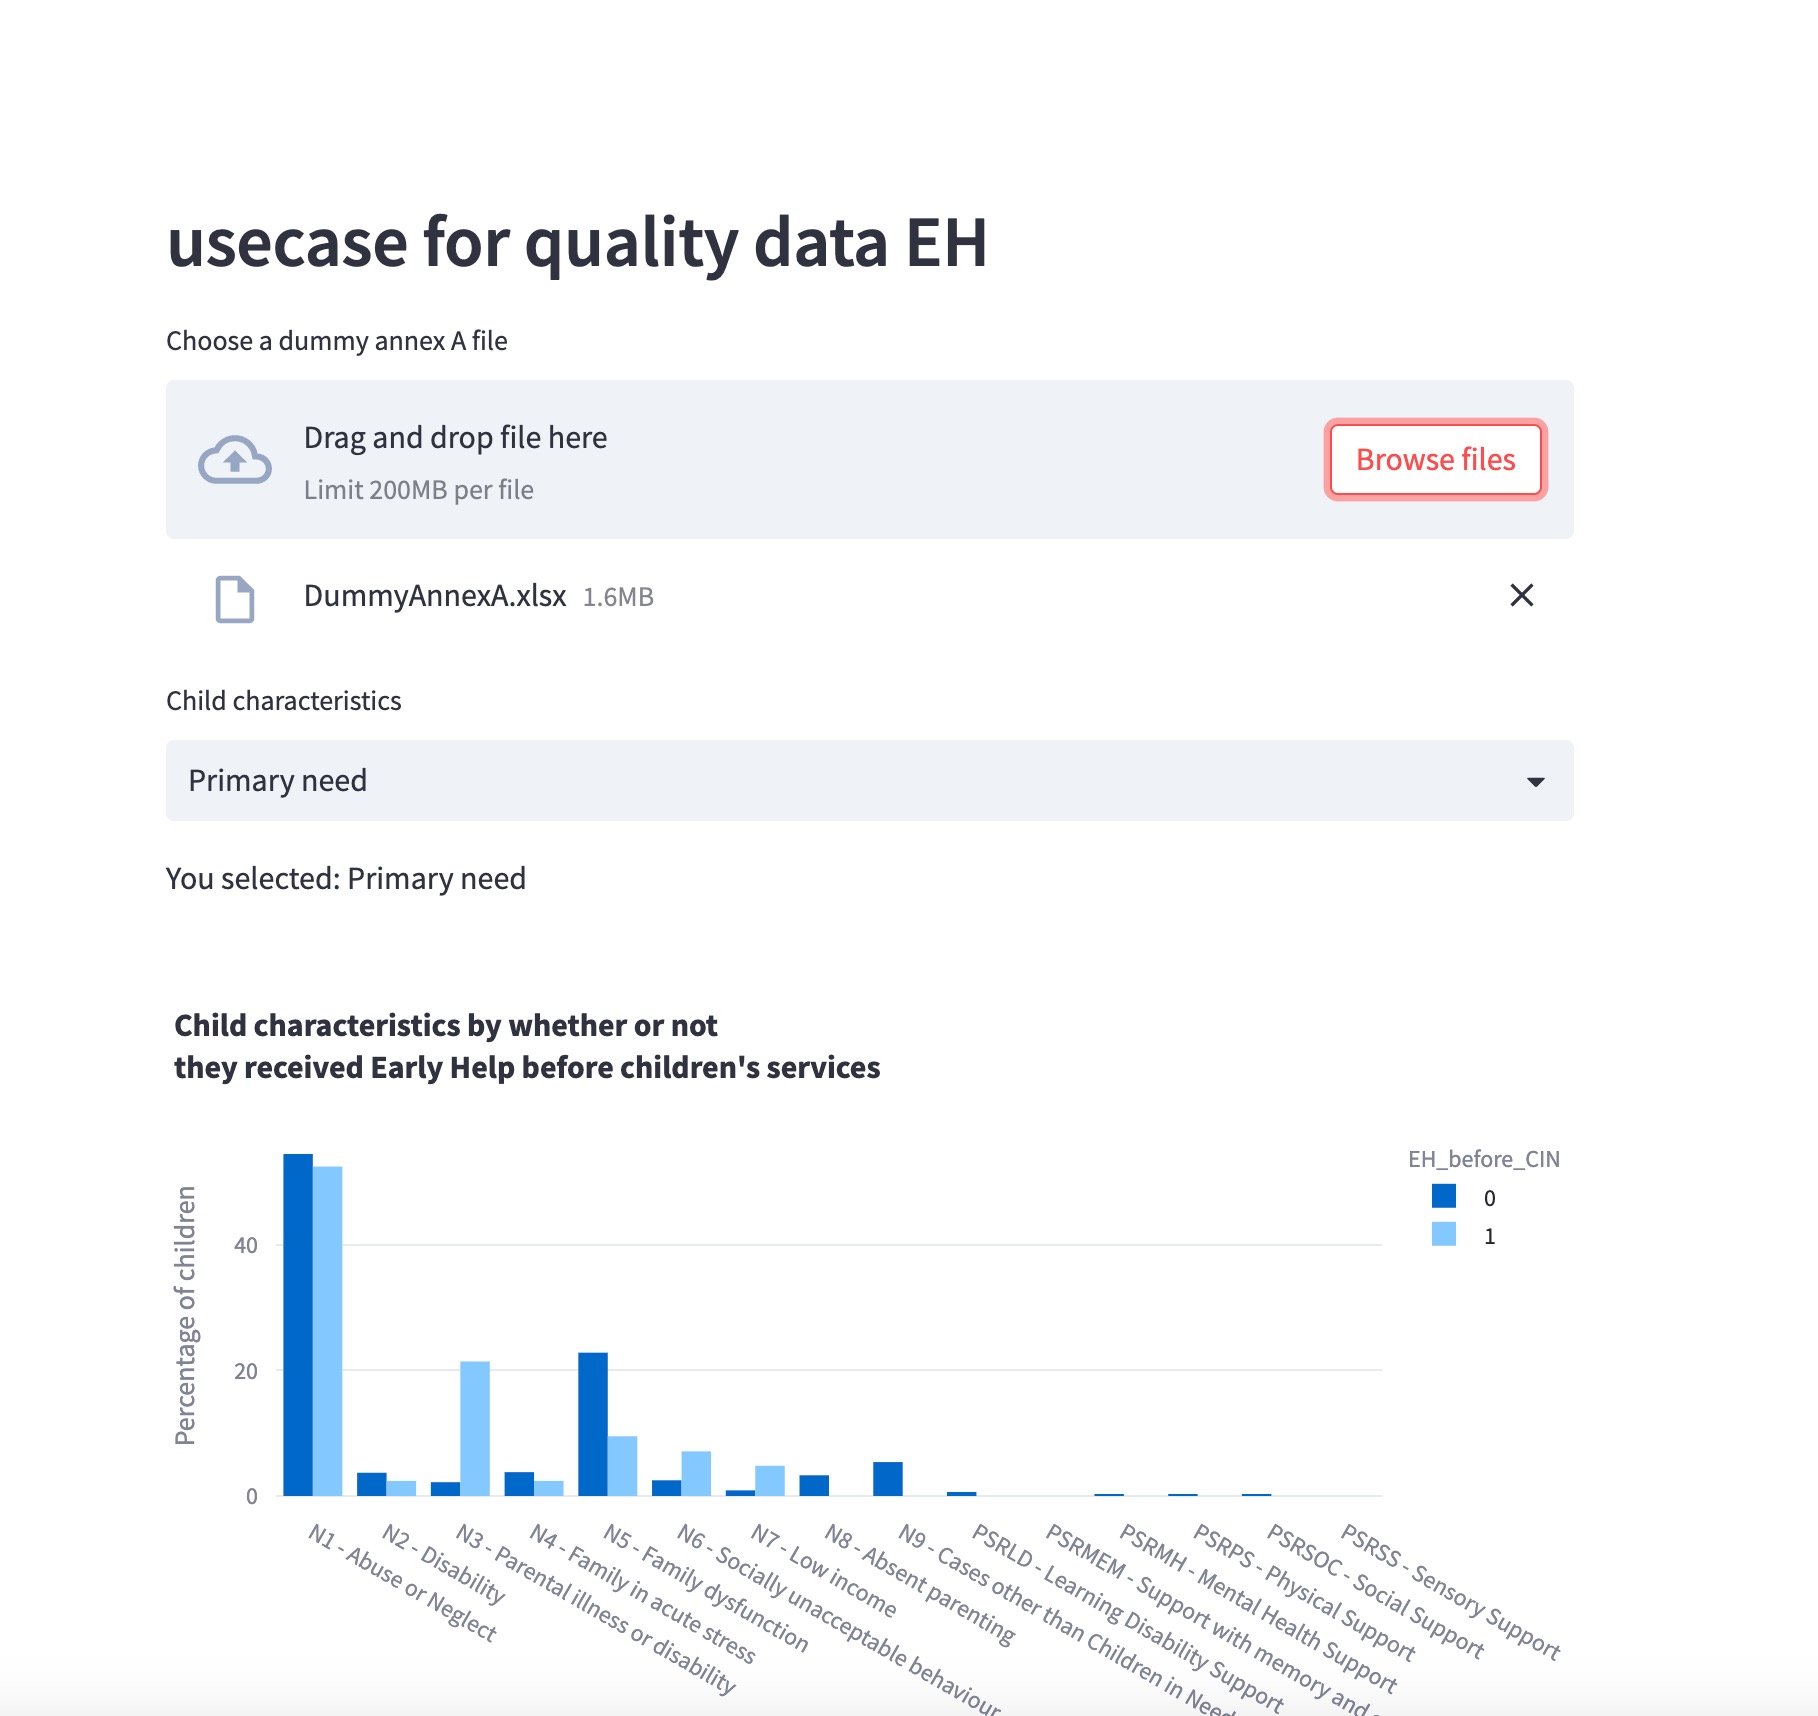 usecase for quality data EH
Choose a dummy annex A file
Drag and drop file here
Limit 200MB per file
Browse files
DummyAnnexA.xlsx 1.6MB
Child characteristics
Primary need
You selected: Primary need
Child characteristics by whether or not
they received Early Help before children's services
EH_before_CIN
0
1
Percentage of children
40
20
0
N1 - Abuse or Neglect
N2 - Disability
N3 - Parental illness or disability
N4 - Family in acute stress
N5 - Family dysfunction
N6 - Socially unacceptable behaviour
N7 - Low income
N8 - Absent parenting
N9 - Cases other than Children in Need
PSRLD - Learning Disability Support
PSRMEM - Support with memory and
PSRMH - Mental Health Support
PSRPS - Physical Support
PSRSOC - Social Support
PSRSS - Sensory Support